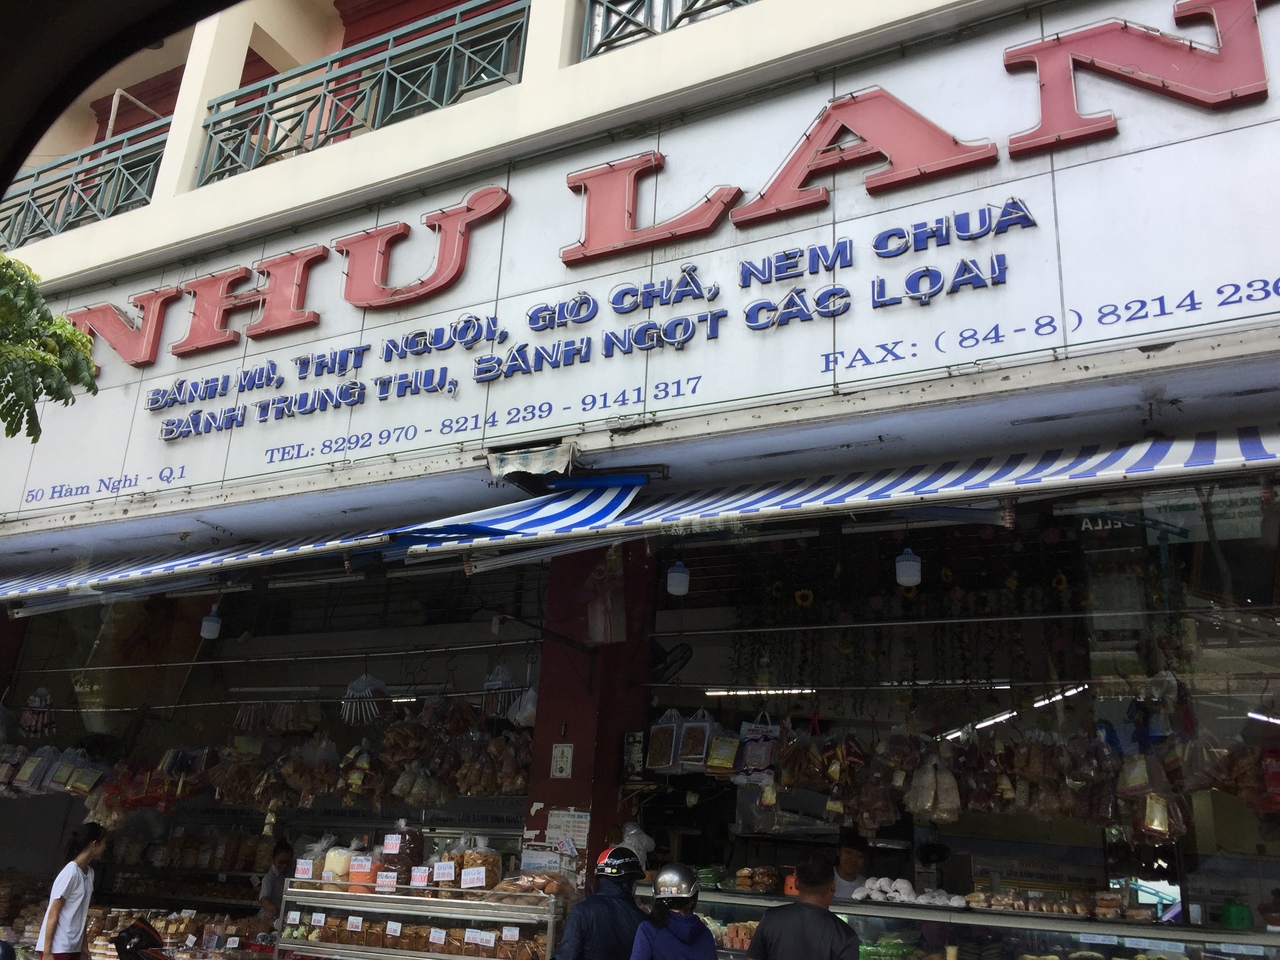 NHƯ LAN
BÁNH MÌ, THỊT NGUỘI, GIÒ CHẢ, NEM CHUA
BÁNH TRUNG THU, BÁNH NGỌT CÁC LOẠI
TEL: 8292 970 - 8214 239 - 9141 317
FAX: ( 84 - 8 ) 8214 236
50 Hàm Nghi - Q.1